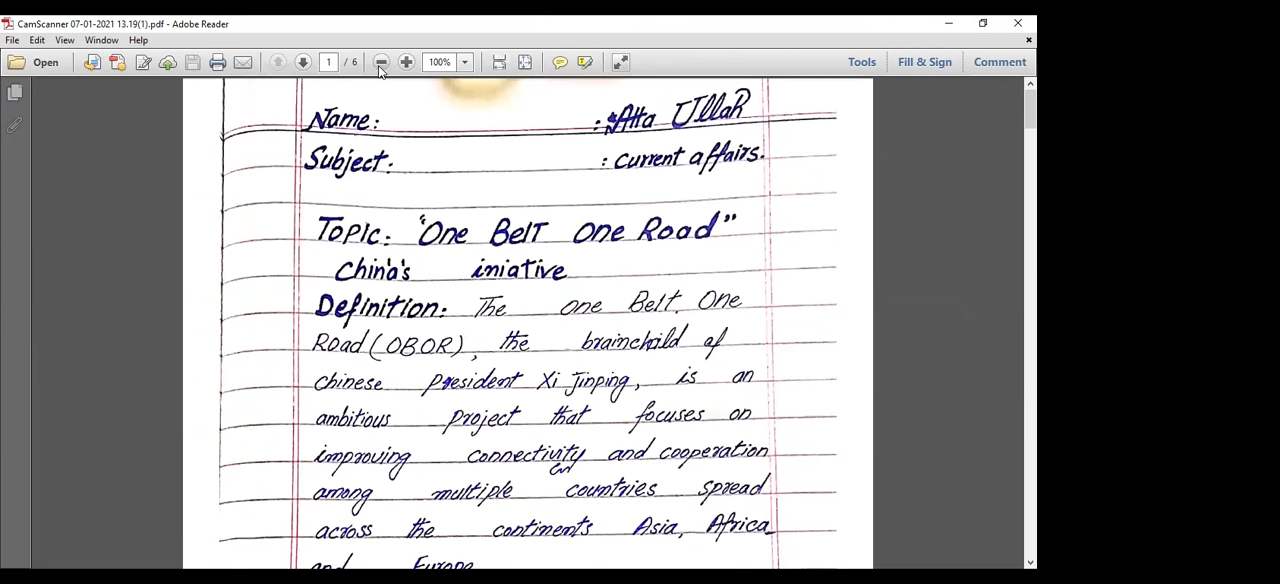 CamScanner 07-01-2021 13.19(1).pdf - Adobe Reader
File Edit View Window Help
Open 1 / 6 100% Tools Fill & Sign Comment
Name: : Atta Ullah
Subject: : current affairs.
Topic: "One Belt One Road"
China's iniative
Definition: The one Belt, One
Road (OBOR), the brainchild of
chinese president Xi Jinping, is an
ambitious project that focuses on
improving connectivity and cooperation
among multiple countries spread
across the continents Asia, Africa
and Europe